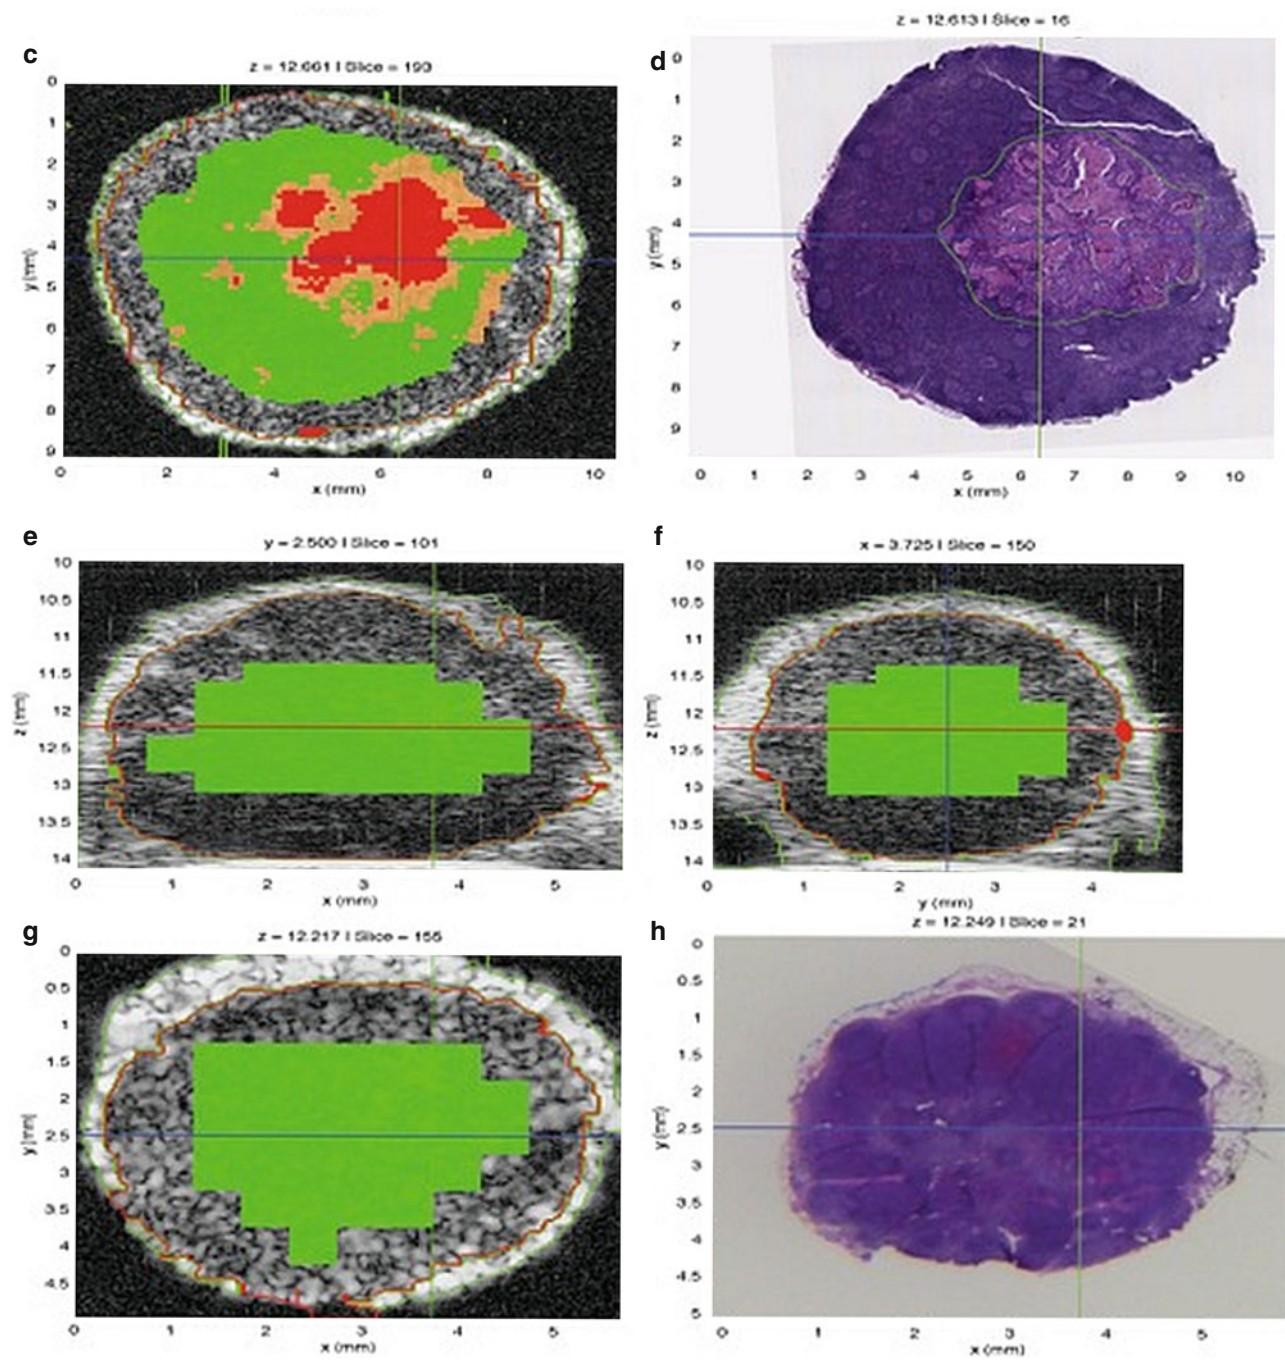 c
z = 12.661 | Slice = 193
0
1
2
3
4
5
6
7
8
9
y (mm)
0 2 4 6 8 10
x (mm)
d
z = 12.613 | Slice = 16
0
1
2
3
4
5
6
7
8
9
y (mm)
0 1 2 3 4 5 6 7 8 9 10
x (mm)
e
y = 2.500 | Slice = 101
10
10.5
11
11.5
12
12.5
13
13.5
14
z (mm)
0 1 2 3 4 5
x (mm)
f
x = 3.725 | Slice = 150
10
10.5
11
11.5
12
12.5
13
13.5
14
z (mm)
0 1 2 3 4
y (mm)
g
z = 12.217 | Slice = 155
0
0.5
1
1.5
2
2.5
3
3.5
4
4.5
y (mm)
0 1 2 3 4 5
x (mm)
h
z = 12.249 | Slice = 21
0
0.5
1
1.5
2
2.5
3
3.5
4
4.5
5
y (mm)
0 1 2 3 4 5
x (mm)